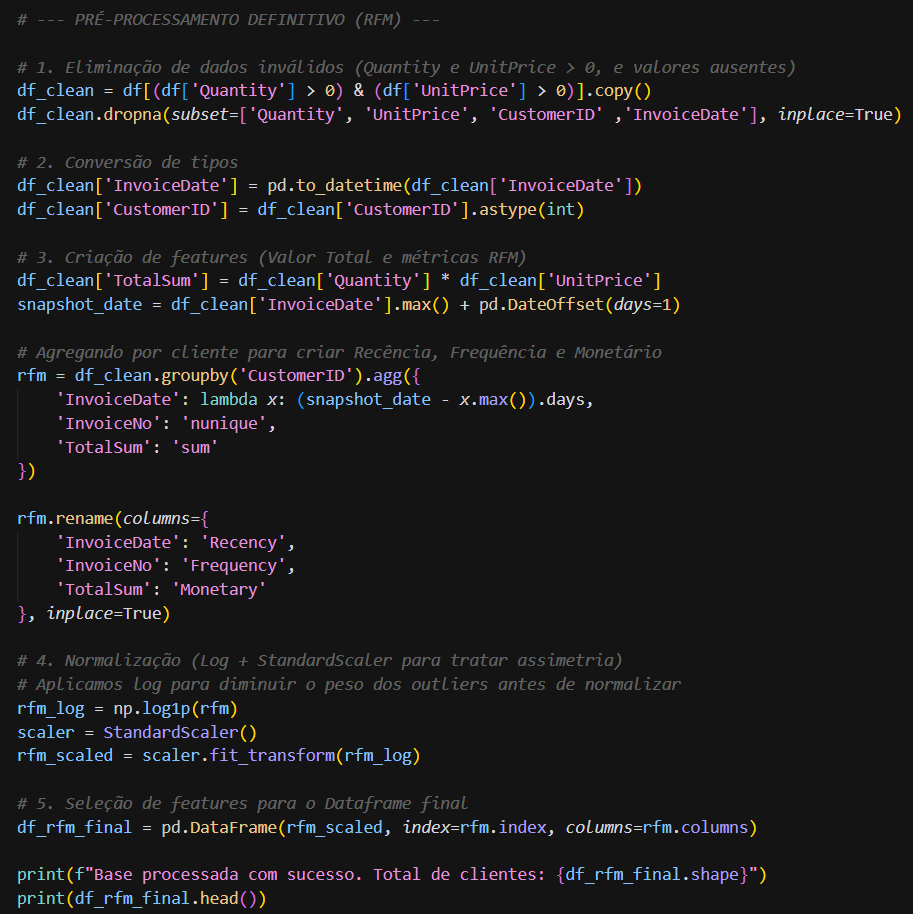 # --- PRÉ-PROCESSAMENTO DEFINITIVO (RFM) ---

# 1. Eliminação de dados inválidos (Quantity e UnitPrice > 0, e valores ausentes)
df_clean = df[(df['Quantity'] > 0) & (df['UnitPrice'] > 0)].copy()
df_clean.dropna(subset=['Quantity', 'UnitPrice', 'CustomerID' ,'InvoiceDate'], inplace=True)

# 2. Conversão de tipos
df_clean['InvoiceDate'] = pd.to_datetime(df_clean['InvoiceDate'])
df_clean['CustomerID'] = df_clean['CustomerID'].astype(int)

# 3. Criação de features (Valor Total e métricas RFM)
df_clean['TotalSum'] = df_clean['Quantity'] * df_clean['UnitPrice']
snapshot_date = df_clean['InvoiceDate'].max() + pd.DateOffset(days=1)

# Agregando por cliente para criar Recência, Frequência e Monetário
rfm = df_clean.groupby('CustomerID').agg({
    'InvoiceDate': lambda x: (snapshot_date - x.max()).days,
    'InvoiceNo': 'nunique',
    'TotalSum': 'sum'
})

rfm.rename(columns={
    'InvoiceDate': 'Recency',
    'InvoiceNo': 'Frequency',
    'TotalSum': 'Monetary'
}, inplace=True)

# 4. Normalização (Log + StandardScaler para tratar assimetria)
# Aplicamos log para diminuir o peso dos outliers antes de normalizar
rfm_log = np.log1p(rfm)
scaler = StandardScaler()
rfm_scaled = scaler.fit_transform(rfm_log)

# 5. Seleção de features para o Dataframe final
df_rfm_final = pd.DataFrame(rfm_scaled, index=rfm.index, columns=rfm.columns)

print(f"Base processada com sucesso. Total de clientes: {df_rfm_final.shape}")
print(df_rfm_final.head())